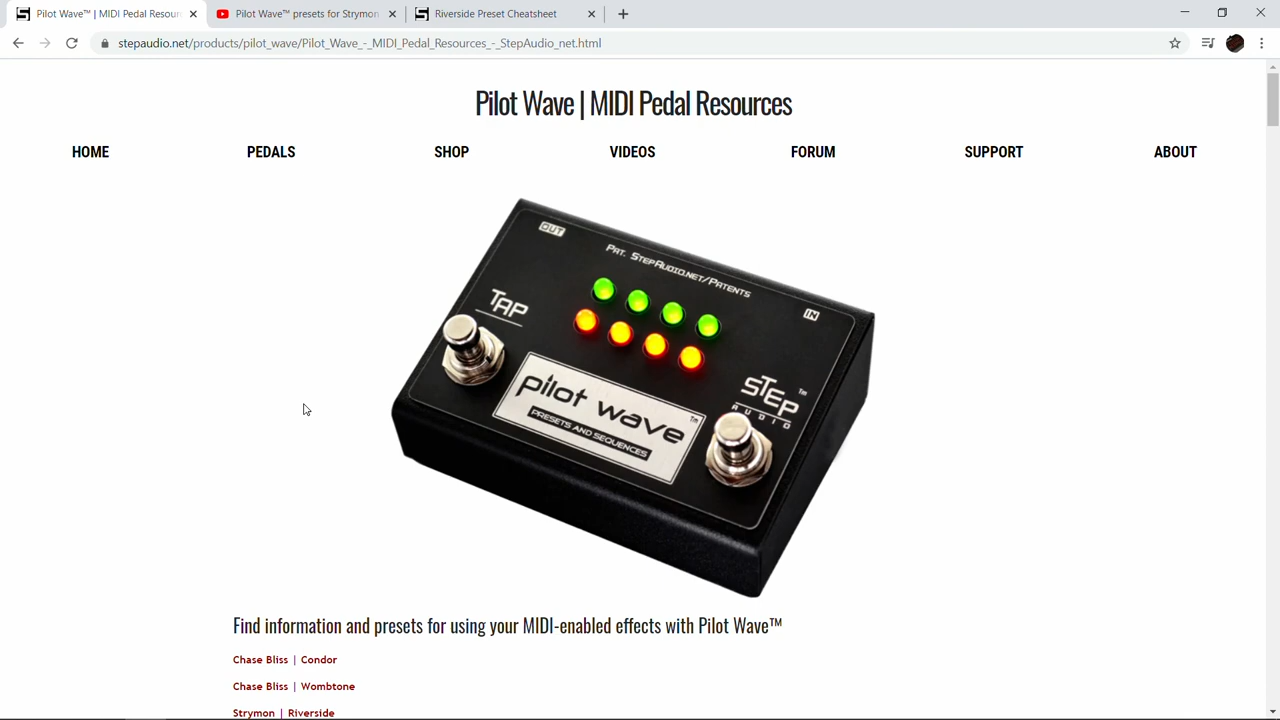 Pilot Wave™ | MIDI Pedal Resourc
Pilot Wave™ presets for Strymon
Riverside Preset Cheatsheet
stepaudio.net/products/pilot_wave/Pilot_Wave_-_MIDI_Pedal_Resources_-_StepAudio_net.html
Pilot Wave | MIDI Pedal Resources
HOME PEDALS SHOP VIDEOS FORUM SUPPORT ABOUT
OUT
PAT. STEPAUDIO.NET/PATENTS
IN
TAP
STEP™
AUDIO
pilot wave™
PRESETS AND SEQUENCES
Find information and presets for using your MIDI-enabled effects with Pilot Wave™
Chase Bliss | Condor
Chase Bliss | Wombtone
Strymon | Riverside